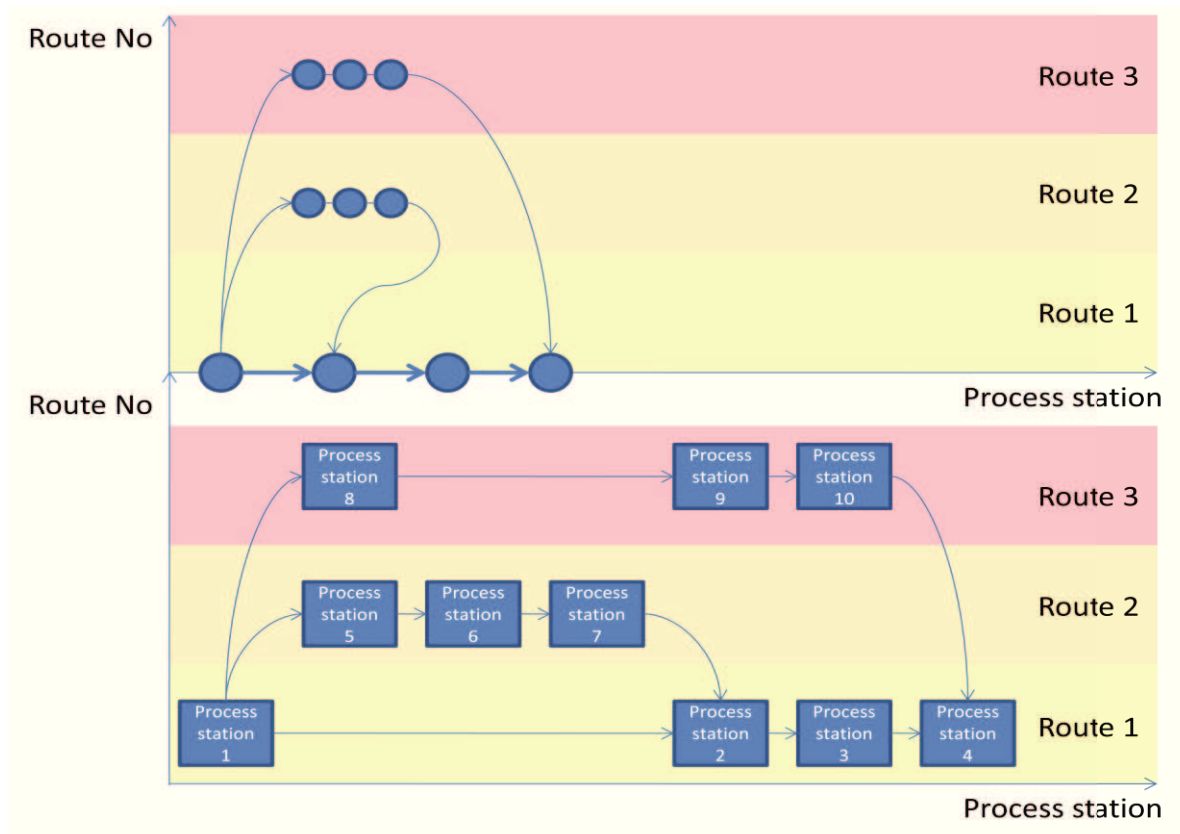 Route No
Route 3
Route 2
Route 1
Process station
Route No
Process
station
8
Process
station
9
Process
station
10
Route 3
Process
station
5
Process
station
6
Process
station
7
Route 2
Process
station
1
Process
station
2
Process
station
3
Process
station
4
Route 1
Process station